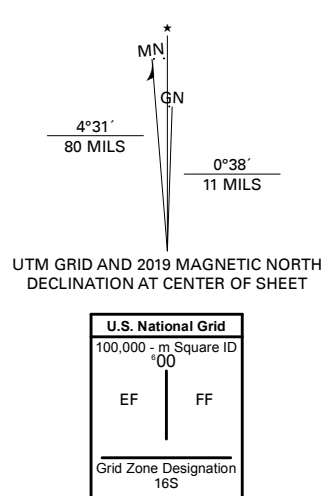 ★
MN
GN
4°31´
80 MILS
0°38´
11 MILS
UTM GRID AND 2019 MAGNETIC NORTH
DECLINATION AT CENTER OF SHEET
U.S. National Grid
100,000 - m Square ID
⁶00
EF FF
Grid Zone Designation
16S